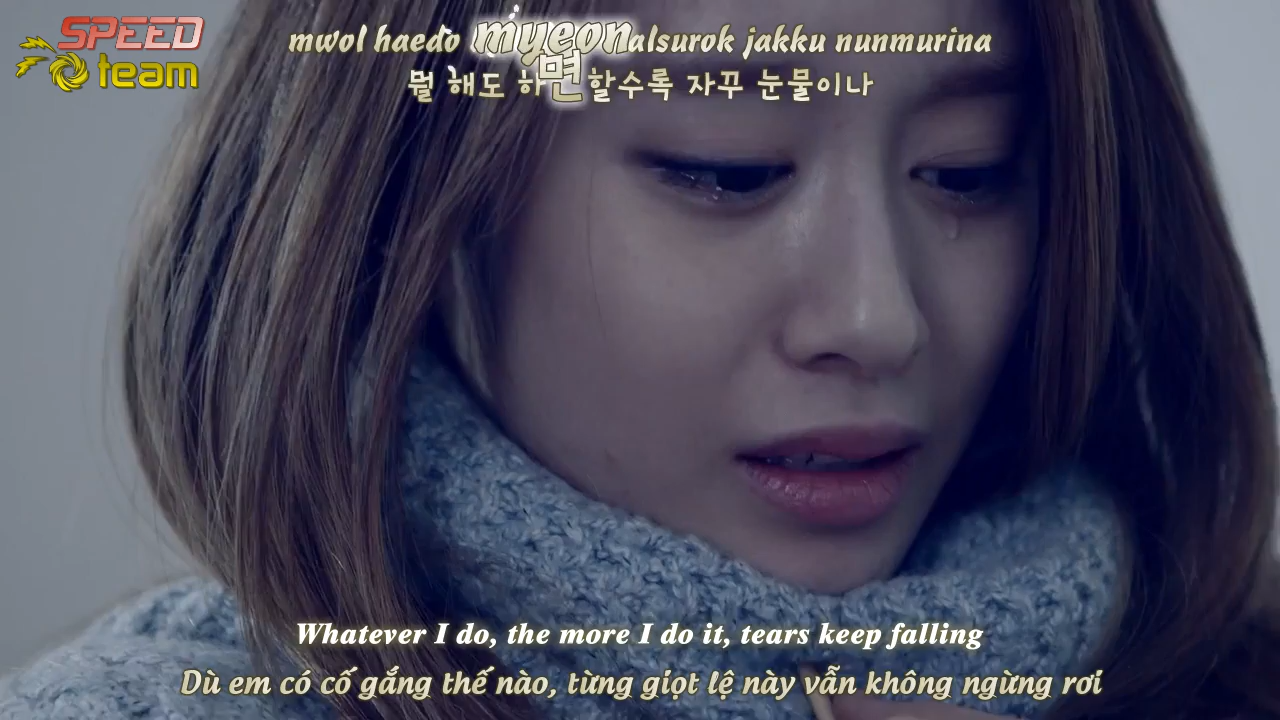 SPEED
team
mwol haedo myeonalsurok jakku nunmurina
뭘 해도 하면할수록 자꾸 눈물이나
Whatever I do, the more I do it, tears keep falling
Dù em có cố gắng thế nào, từng giọt lệ này vẫn không ngừng rơi